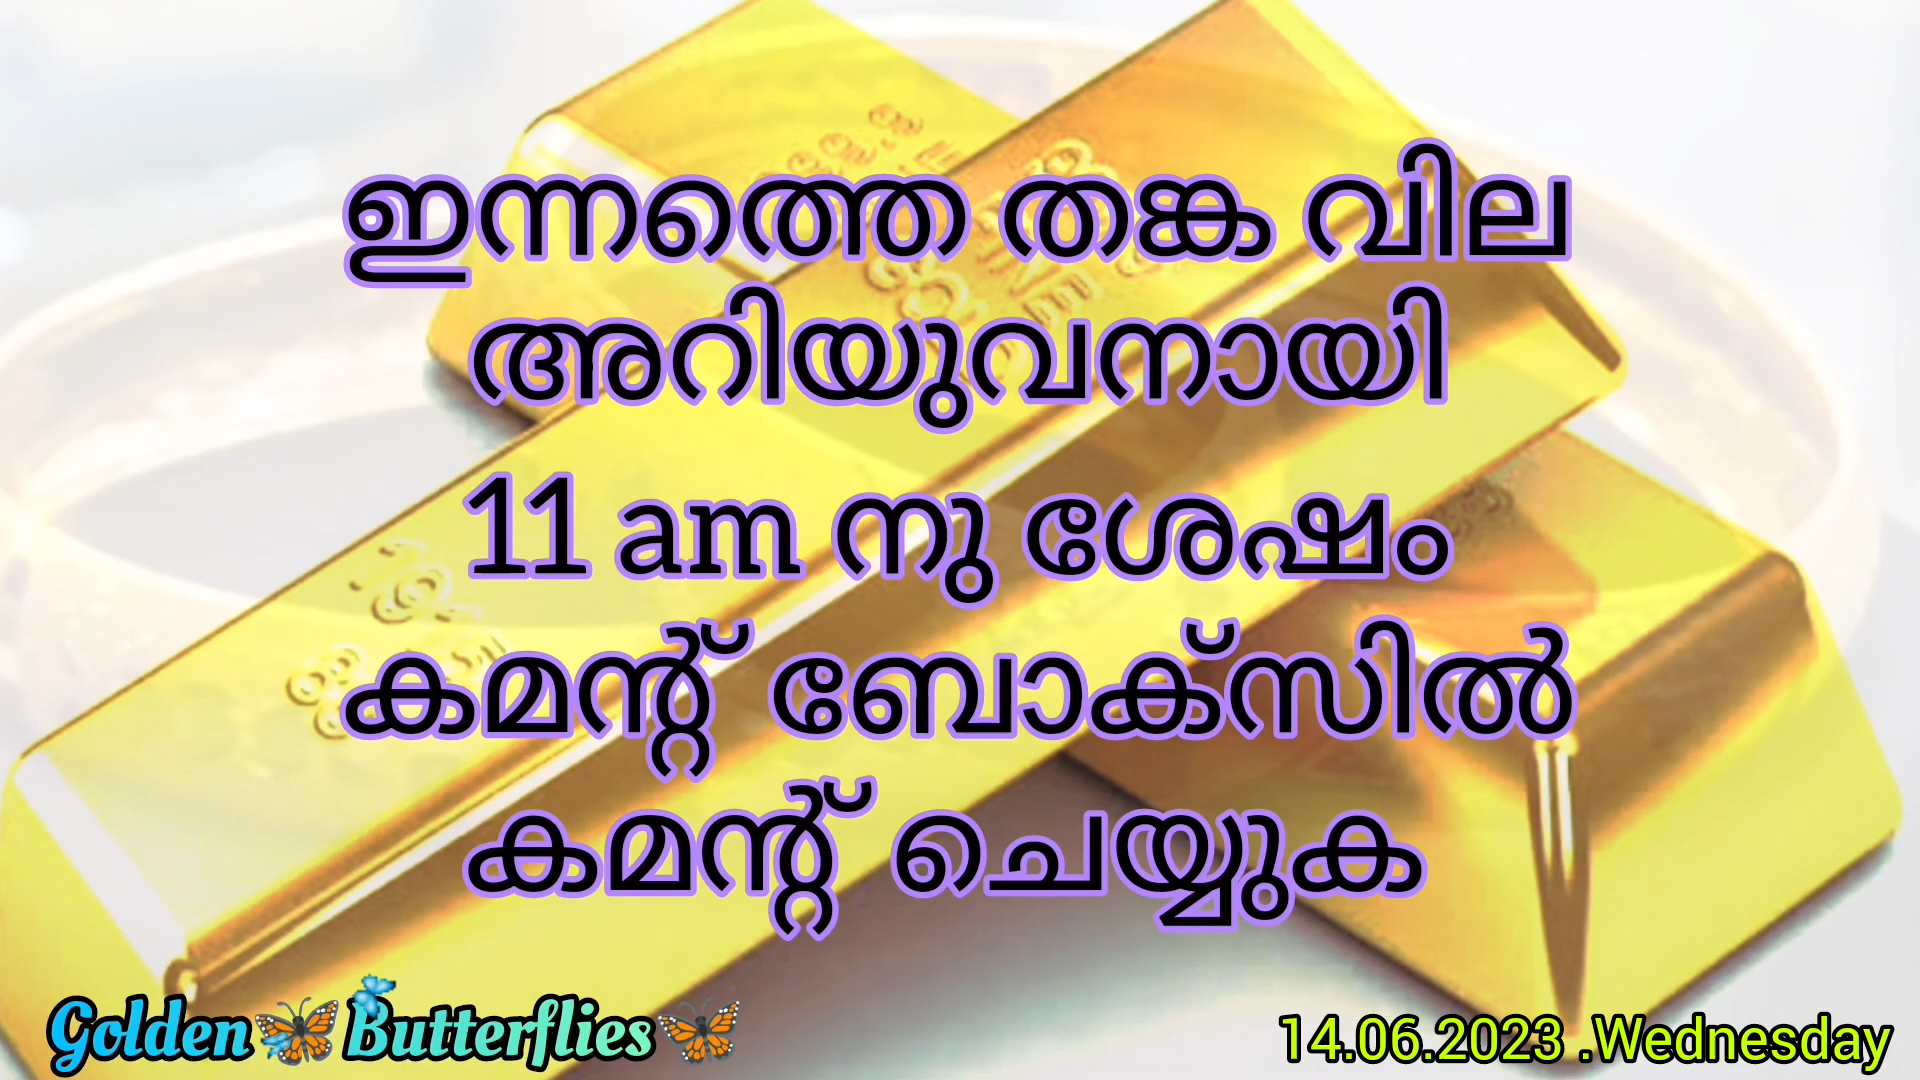 ഇന്നത്തെ തങ്ക വില
അറിയുവനായി
11 am നു ശേഷം
കമന്റ് ബോക്സിൽ
കമന്റ് ചെയ്യുക
Golden Butterflies
14.06.2023 .Wednesday